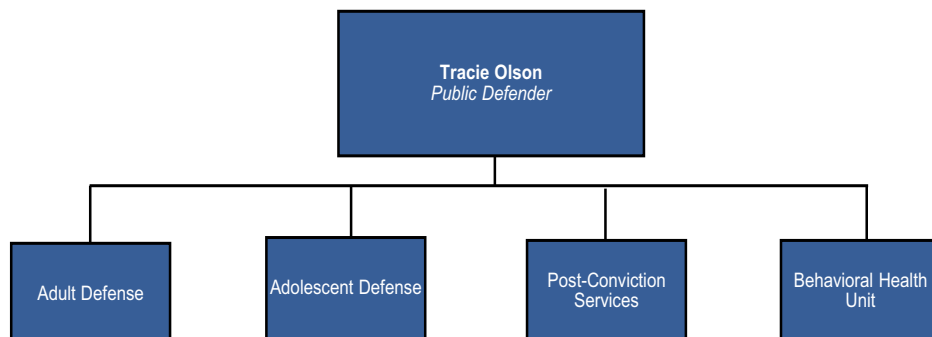 Tracie Olson
Public Defender
Adult Defense
Adolescent Defense
Post-Conviction
Services
Behavioral Health
Unit